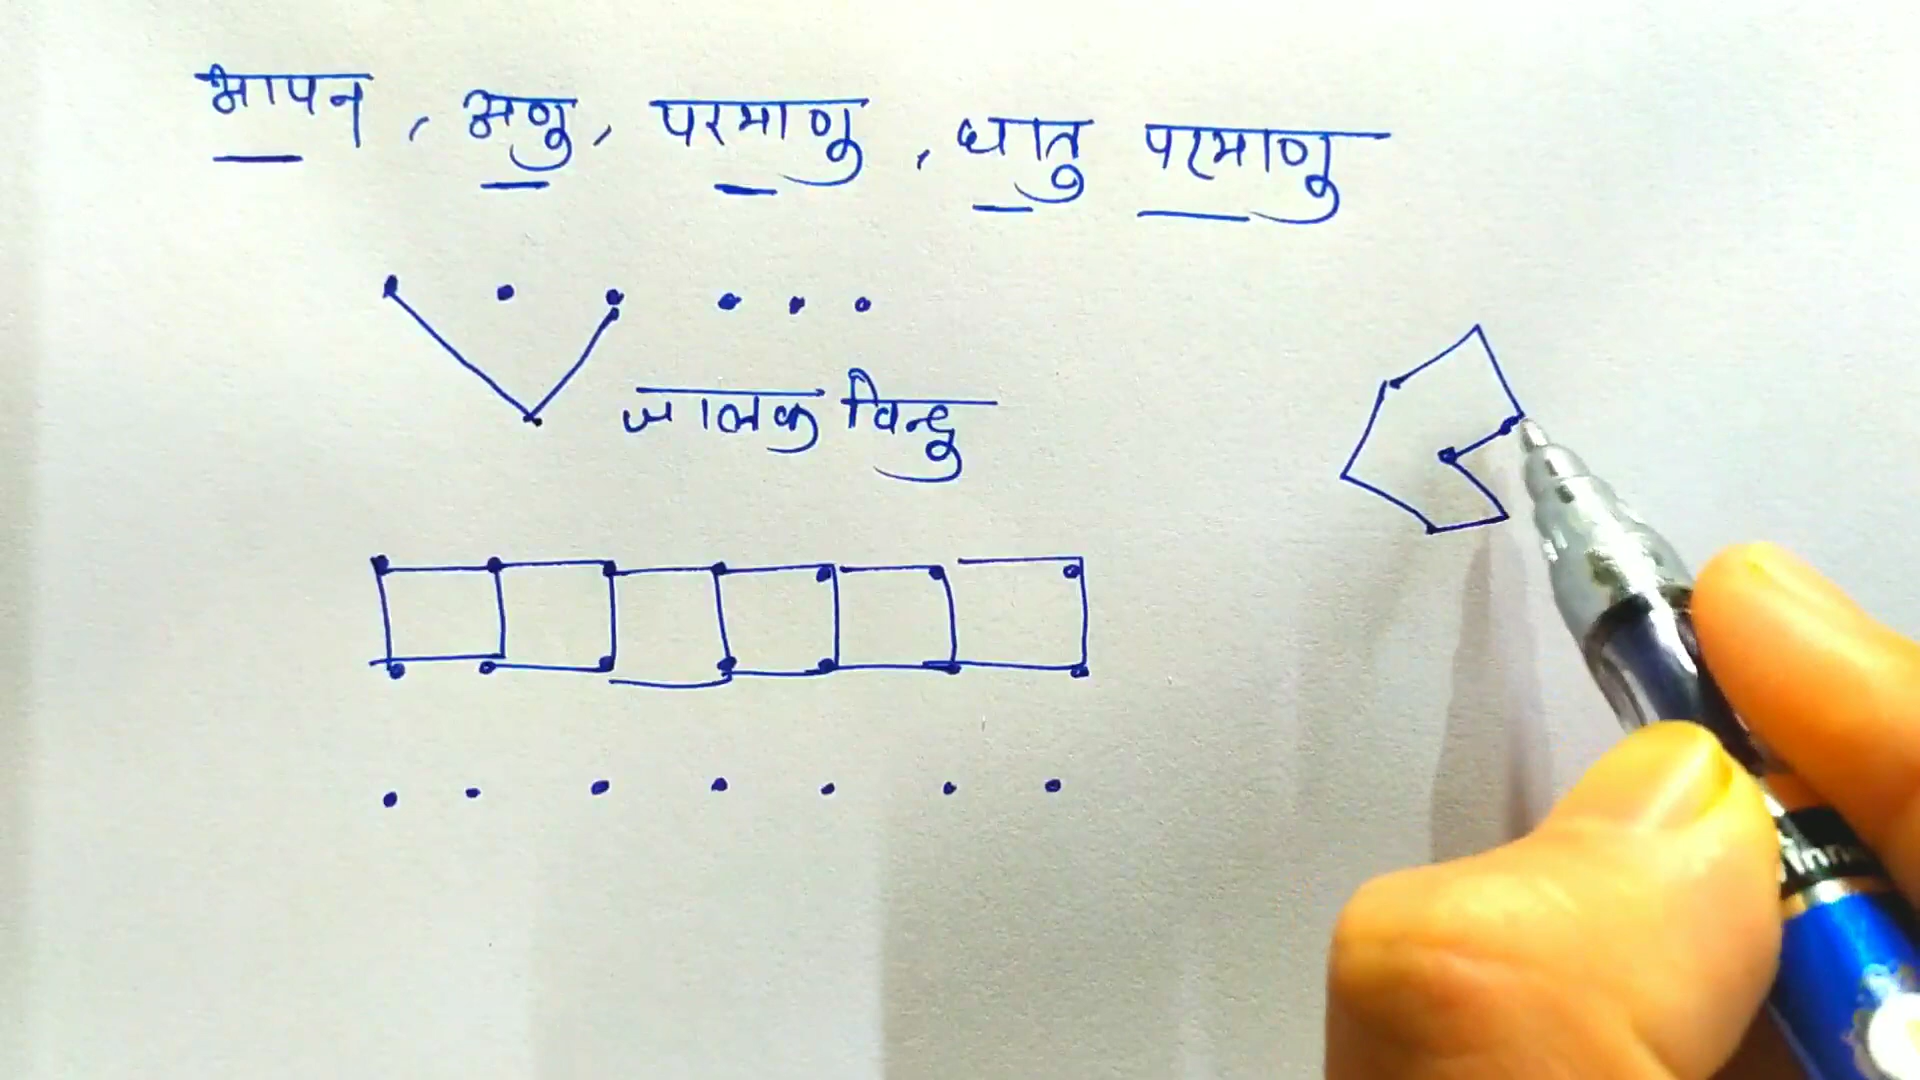 आपन, अणु, परमाणु, धातु परमाणु
जालक विन्दु